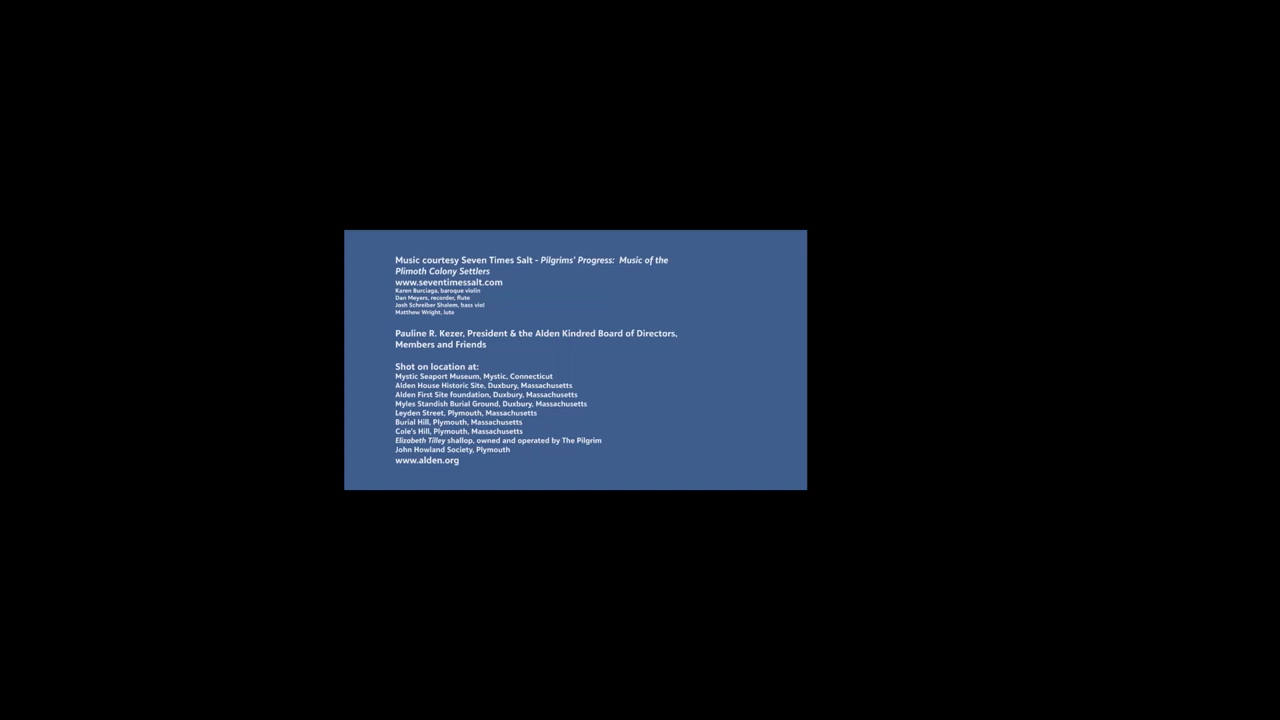 Music courtesy Seven Times Salt - Pilgrims' Progress:  Music of the
Plimoth Colony Settlers
www.seventimessalt.com
Karen Burciaga, baroque violin
Dan Meyers, recorder, flute
Josh Schreiber Shalem, bass viol
Matthew Wright, lute
Pauline R. Kezer, President & the Alden Kindred Board of Directors,
Members and Friends
Shot on location at:
Mystic Seaport Museum, Mystic, Connecticut
Alden House Historic Site, Duxbury, Massachusetts
Alden First Site foundation, Duxbury, Massachusetts
Myles Standish Burial Ground, Duxbury, Massachusetts
Leyden Street, Plymouth, Massachusetts
Burial Hill, Plymouth, Massachusetts
Cole's Hill, Plymouth, Massachusetts
Elizabeth Tilley shallop, owned and operated by The Pilgrim
John Howland Society, Plymouth
www.alden.org